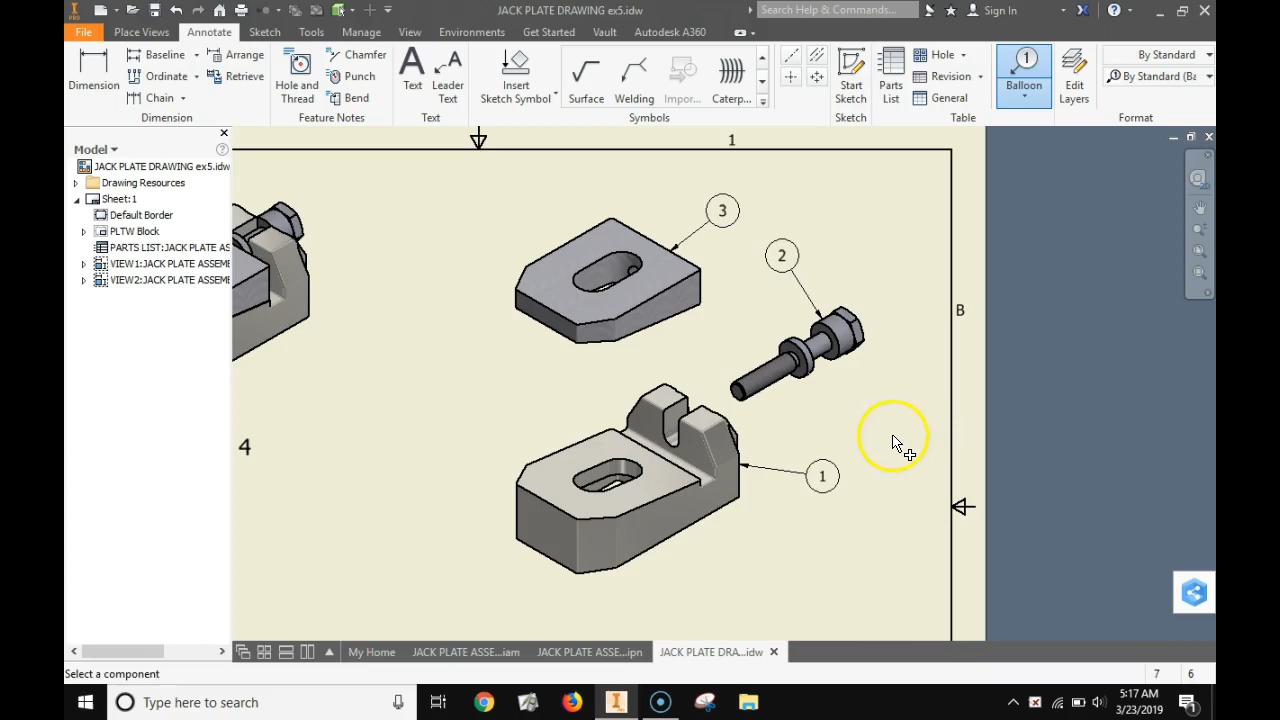 JACK PLATE DRAWING ex5.idw
Search Help & Commands...
Sign In
PRO
File
Place Views
Annotate
Sketch
Tools
Manage
View
Environments
Get Started
Vault
Autodesk A360
Dimension
Baseline
Ordinate
Chain
Arrange
Retrieve
Dimension
Hole and
Thread
Chamfer
Punch
Bend
Feature Notes
Text
Leader
Text
Text
Insert
Sketch Symbol
Surface
Welding
Impor...
Caterp...
Symbols
Start
Sketch
Sketch
Parts
List
Hole
Revision
General
Table
1
Balloon
Edit
Layers
By Standard
By Standard (Ba
Format
Model
JACK PLATE DRAWING ex5.idw
Drawing Resources
Sheet:1
Default Border
PLTW Block
PARTS LIST:JACK PLATE AS
VIEW1:JACK PLATE ASSEME
VIEW2:JACK PLATE ASSEME
1
3
2
B
4
1
2D
My Home
JACK PLATE ASSE...iam
JACK PLATE ASSE...ipn
JACK PLATE DRA...idw
Select a component
7
6
Type here to search
5:17 AM
3/23/2019
1